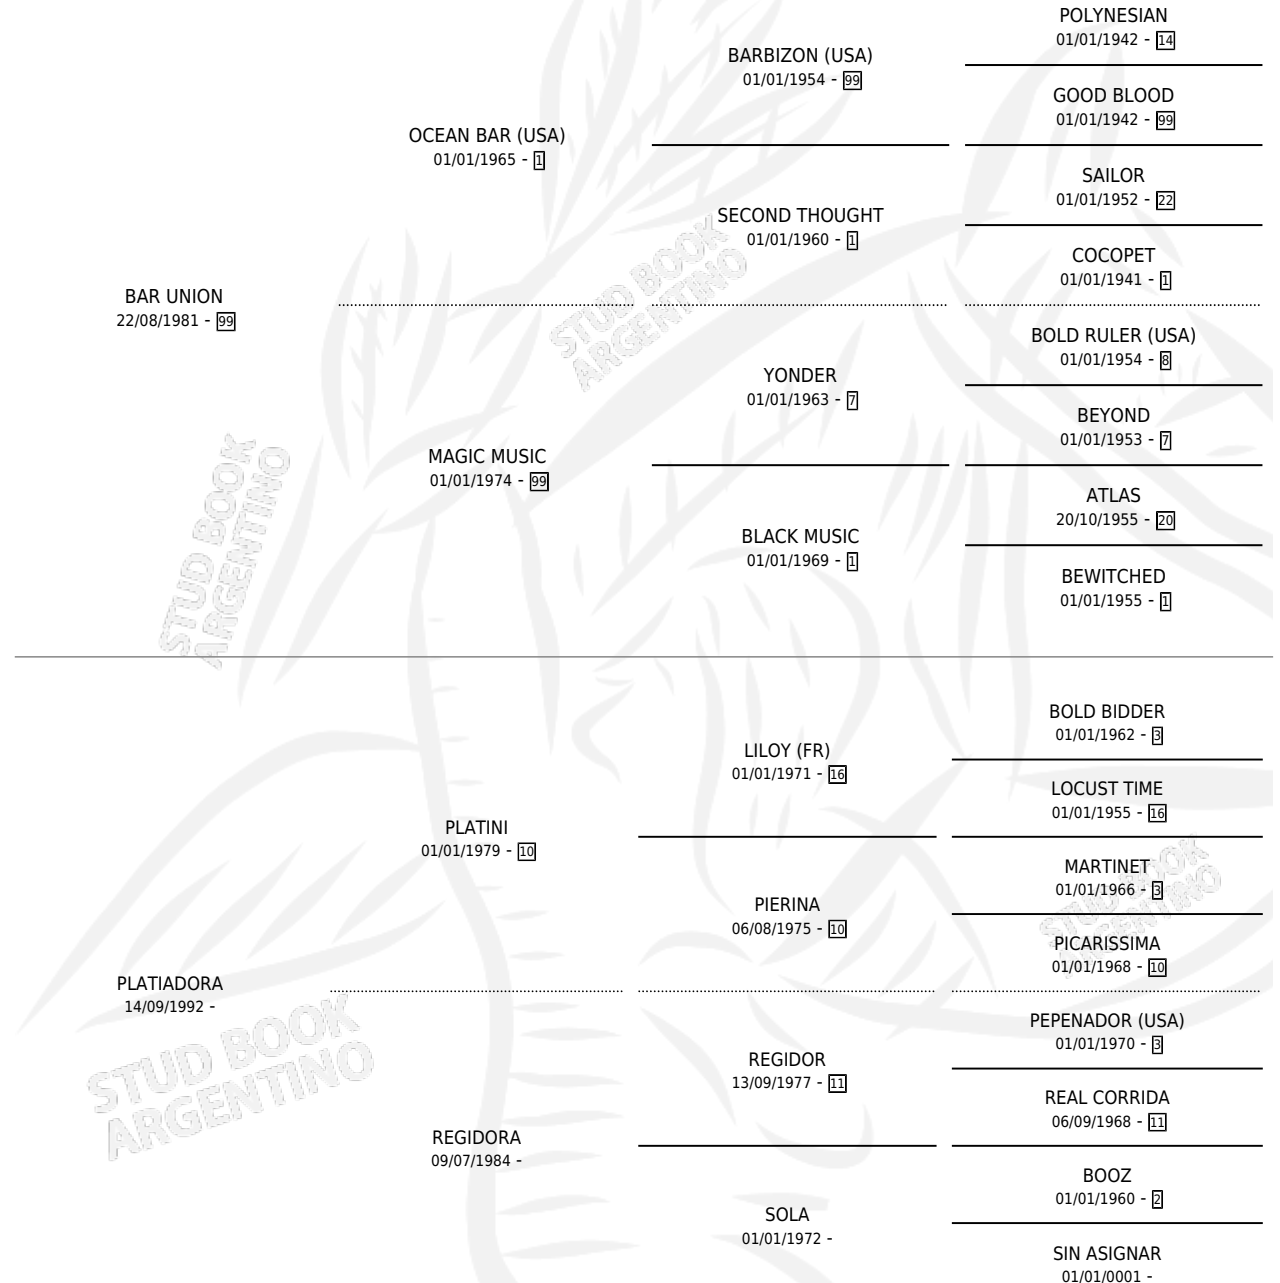 POLYNESIAN
01/01/1942 - 14
BARBIZON (USA)
01/01/1954 - 99
GOOD BLOOD
01/01/1942 - 99
OCEAN BAR (USA)
01/01/1965 - 1
SAILOR
01/01/1952 - 22
SECOND THOUGHT
01/01/1960 - 1
COCOPET
01/01/1941 - 1
BAR UNION
22/08/1981 - 99
BOLD RULER (USA)
01/01/1954 - 8
YONDER
01/01/1963 - 7
BEYOND
01/01/1953 - 7
MAGIC MUSIC
01/01/1974 - 99
ATLAS
20/10/1955 - 20
BLACK MUSIC
01/01/1969 - 1
BEWITCHED
01/01/1955 - 1
BOLD BIDDER
01/01/1962 - 3
LILOY (FR)
01/01/1971 - 16
LOCUST TIME
01/01/1955 - 16
PLATINI
01/01/1979 - 10
MARTINET
01/01/1966 - 3
PIERINA
06/08/1975 - 10
PICARISSIMA
01/01/1968 - 10
PLATIADORA
14/09/1992 -
PEPENADOR (USA)
01/01/1970 - 3
REGIDOR
13/09/1977 - 11
REAL CORRIDA
06/09/1968 - 11
REGIDORA
09/07/1984 -
BOOZ
01/01/1960 - 2
SOLA
01/01/1972 -
SIN ASIGNAR
01/01/0001 -
STUD BOOK
ARGENTINO
STUD BOOK
ARGENTINO
STUD BOOK
ARGENTINO
STUD BOOK
ARGENTINO